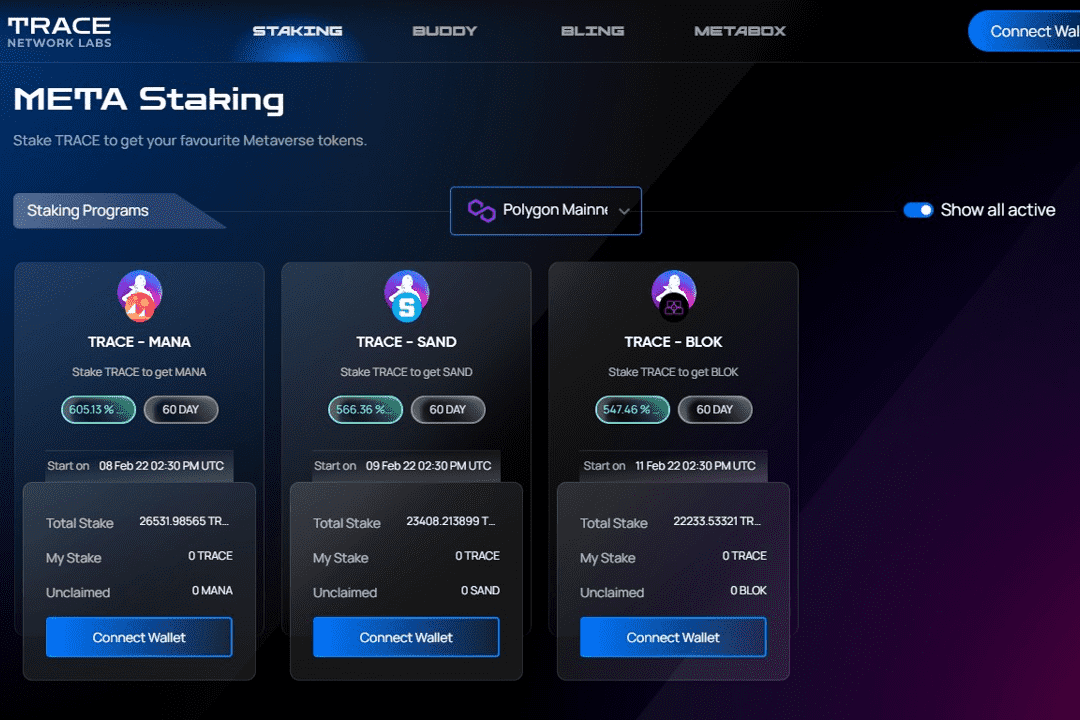 TRACE
NETWORK LABS
STAKING
BUDDY
BLING
METABOX
Connect Wal
META Staking
Stake TRACE to get your favourite Metaverse tokens.
Staking Programs
Polygon Mainne
Show all active
TRACE - MANA
Stake TRACE to get MANA
605.13 % ...
60 DAY
Start on 08 Feb 22 02:30 PM UTC
Total Stake 26531.98565 TR...
My Stake 0 TRACE
Unclaimed 0 MANA
Connect Wallet
TRACE - SAND
Stake TRACE to get SAND
566.36 %...
60 DAY
Start on 09 Feb 22 02:30 PM UTC
Total Stake 23408.213899 T...
My Stake 0 TRACE
Unclaimed 0 SAND
Connect Wallet
TRACE - BLOK
Stake TRACE to get BLOK
547.46 % ...
60 DAY
Start on 11 Feb 22 02:30 PM UTC
Total Stake 22233.53321 TR...
My Stake 0 TRACE
Unclaimed 0 BLOK
Connect Wallet